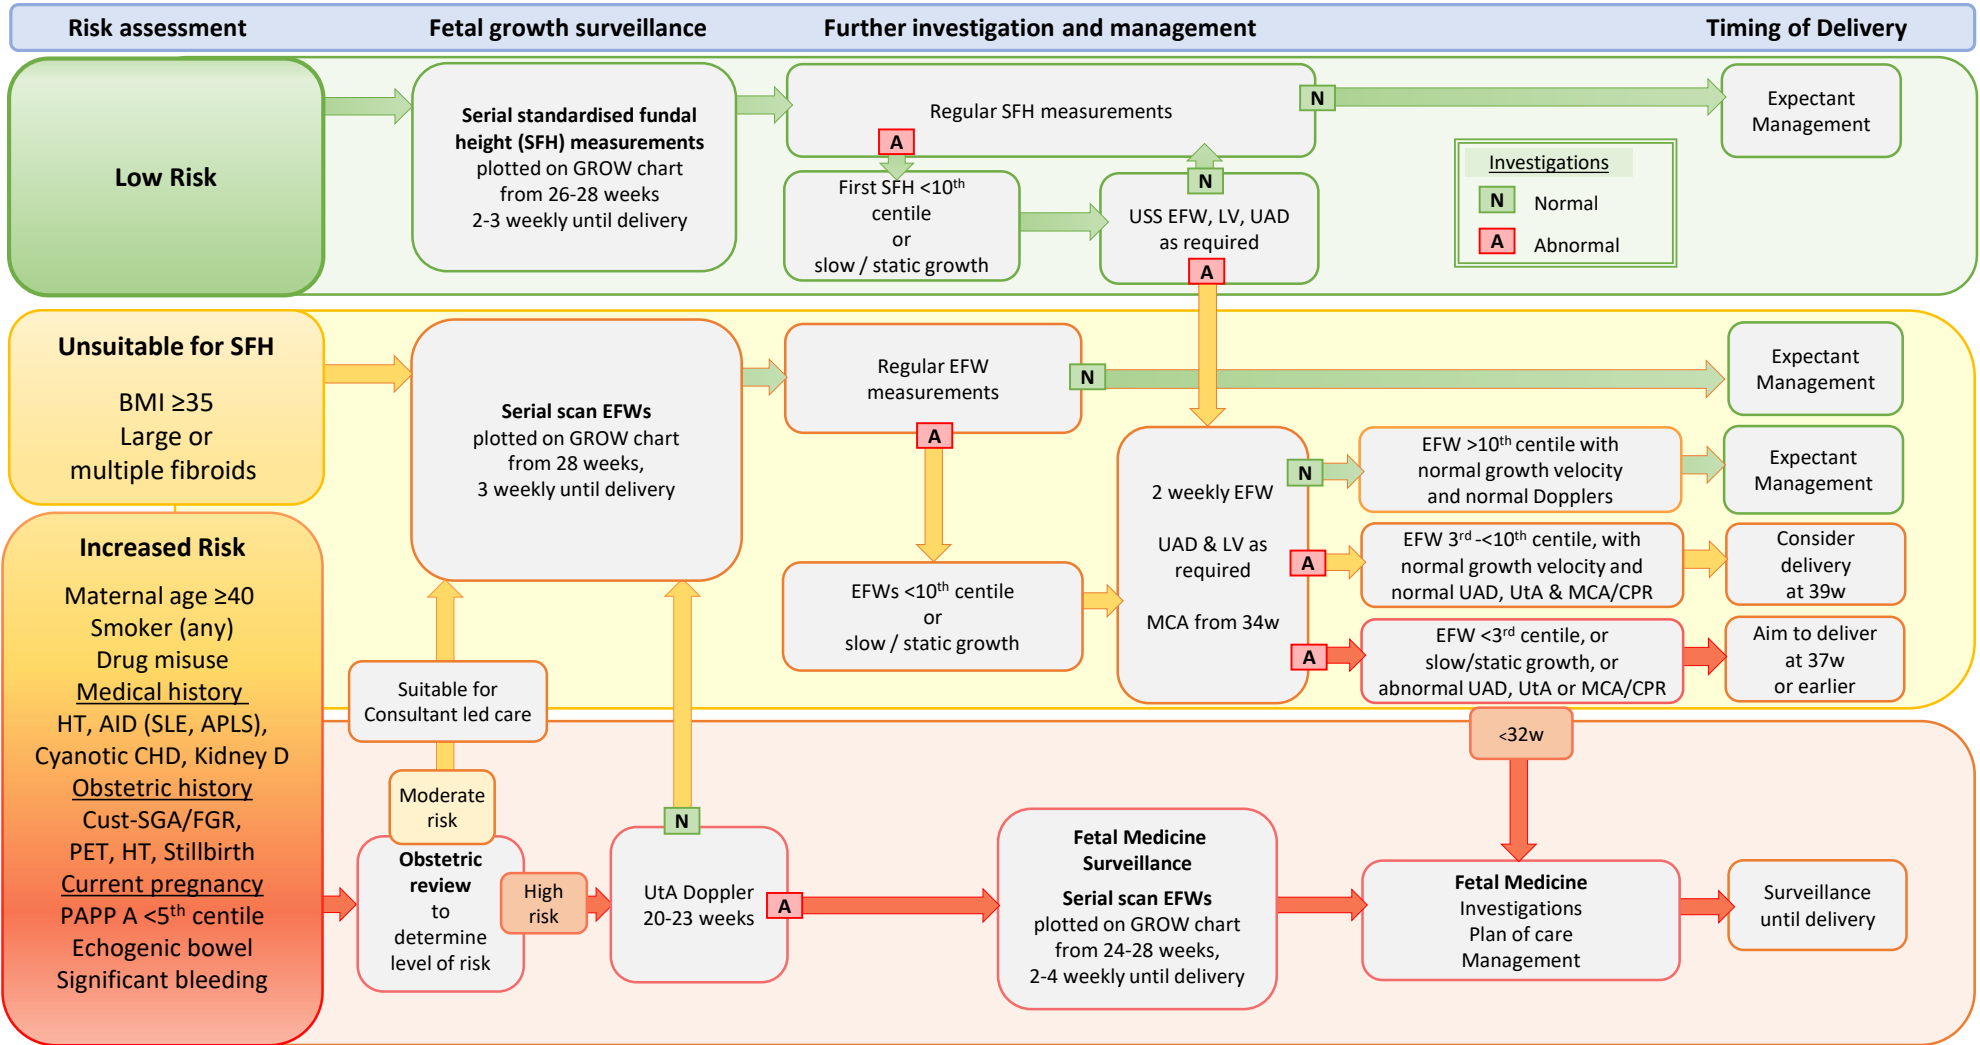 Risk assessment
Fetal growth surveillance
Further investigation and management
Timing of Delivery
Low Risk
Serial standardised fundal
height (SFH) measurements
plotted on GROW chart
from 26-28 weeks
2-3 weekly until delivery
Regular SFH measurements
A
N
First SFH <10th
centile
or
slow / static growth
N
USS EFW, LV, UAD
as required
A
Expectant
Management
Investigations
N Normal
A Abnormal
Unsuitable for SFH
BMI ≥35
Large or
multiple fibroids
Serial scan EFWs
plotted on GROW chart
from 28 weeks,
3 weekly until delivery
Regular EFW
measurements
N
A
Expectant
Management
EFWs <10th centile
or
slow / static growth
2 weekly EFW
UAD & LV as
required
MCA from 34w
N
EFW >10th centile with
normal growth velocity
and normal Dopplers
Expectant
Management
A
EFW 3rd -<10th centile, with
normal growth velocity and
normal UAD, UtA & MCA/CPR
Consider
delivery
at 39w
A
EFW <3rd centile, or
slow/static growth, or
abnormal UAD, UtA or MCA/CPR
Aim to deliver
at 37w
or earlier
Increased Risk
Maternal age ≥40
Smoker (any)
Drug misuse
Medical history
HT, AID (SLE, APLS),
Cyanotic CHD, Kidney D
Obstetric history
Cust-SGA/FGR,
PET, HT, Stillbirth
Current pregnancy
PAPP A <5th centile
Echogenic bowel
Significant bleeding
Suitable for
Consultant led care
Moderate
risk
Obstetric
review
to
determine
level of risk
High
risk
N
UtA Doppler
20-23 weeks
A
Fetal Medicine
Surveillance
Serial scan EFWs
plotted on GROW chart
from 24-28 weeks,
2-4 weekly until delivery
<32w
Fetal Medicine
Investigations
Plan of care
Management
Surveillance
until delivery